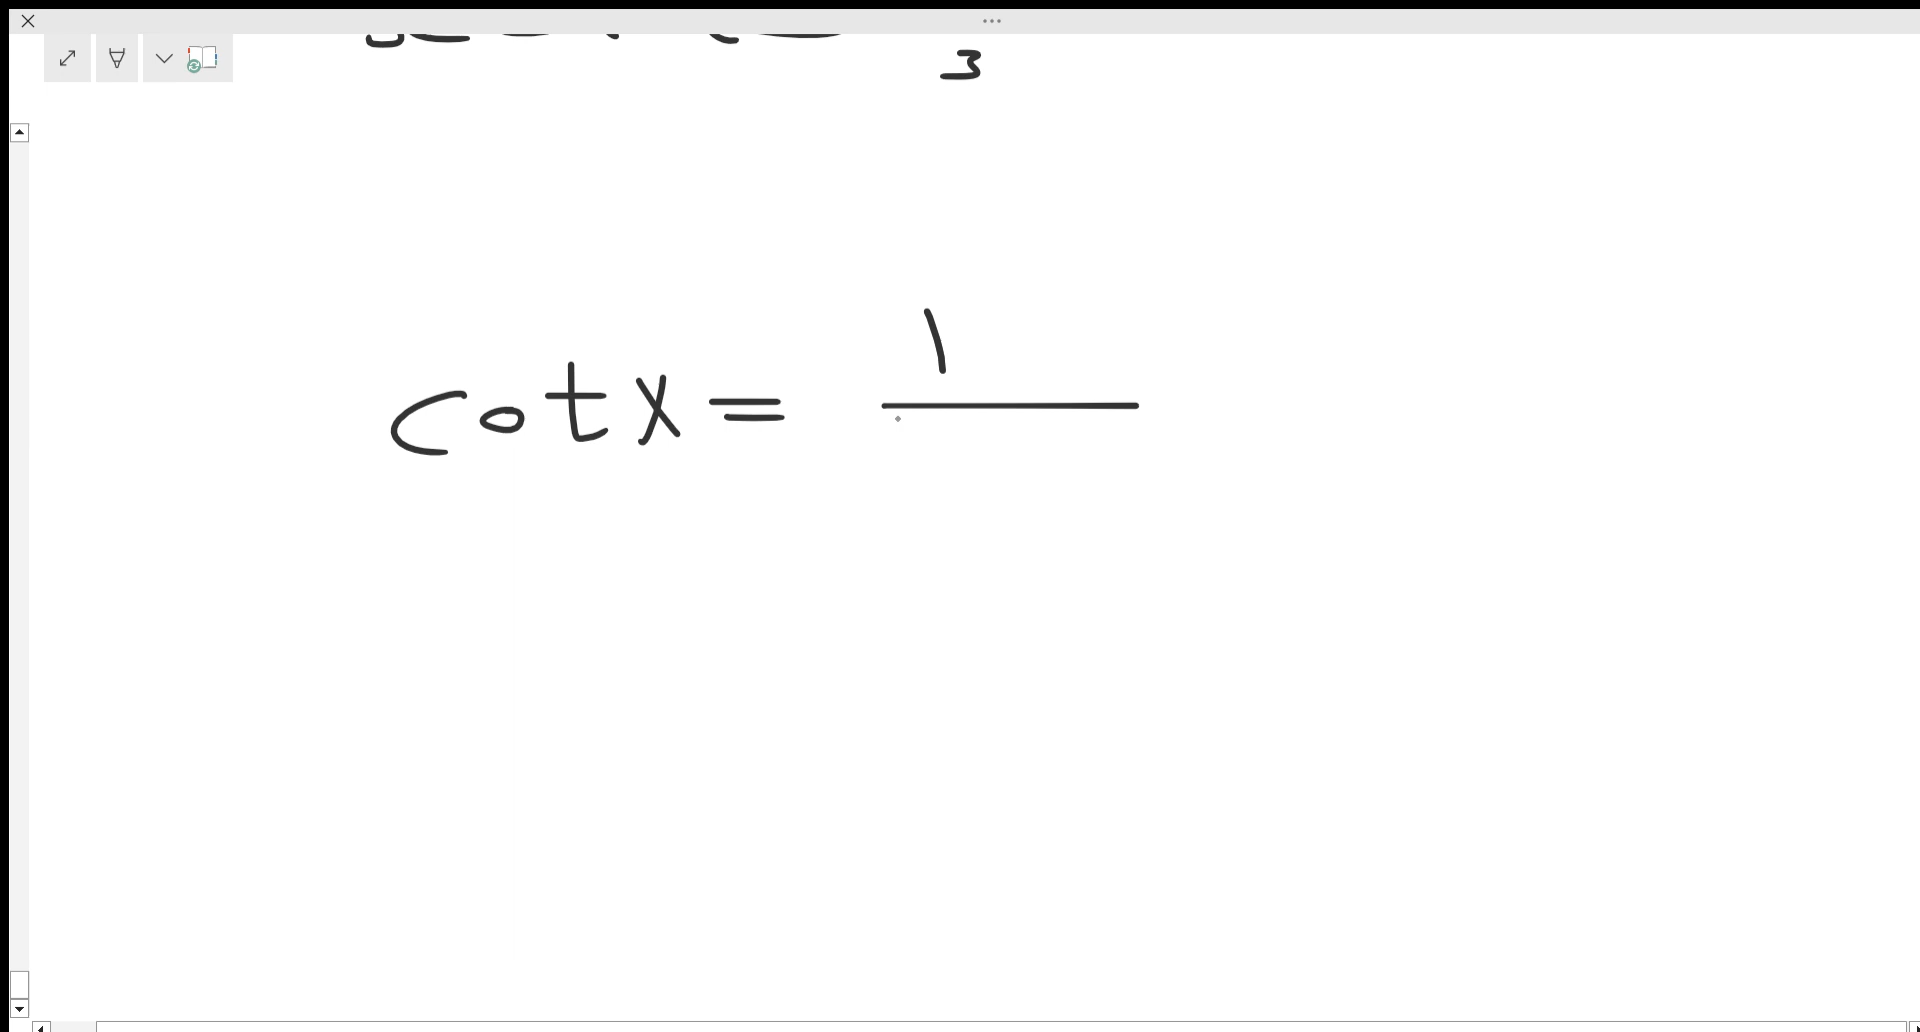 3
cot x = 1/